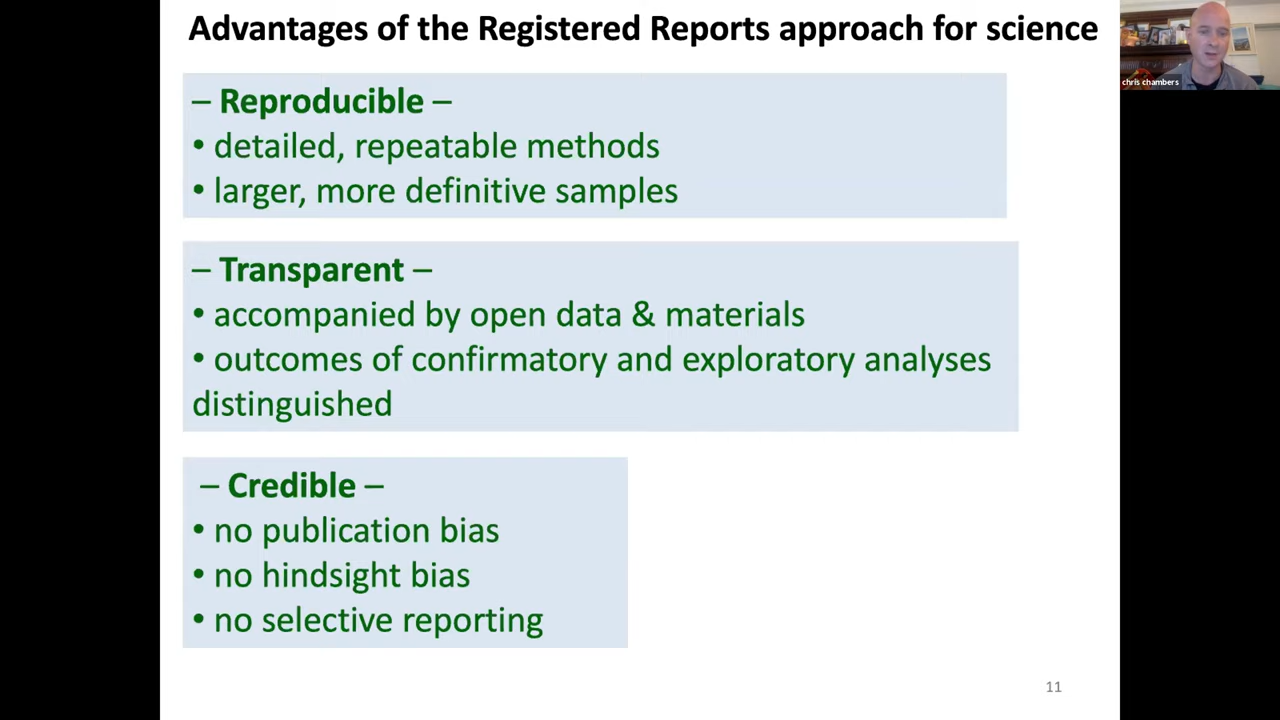 Advantages of the Registered Reports approach for science
chris chambers
– Reproducible –
• detailed, repeatable methods
• larger, more definitive samples
– Transparent –
• accompanied by open data & materials
• outcomes of confirmatory and exploratory analyses
distinguished
– Credible –
• no publication bias
• no hindsight bias
• no selective reporting
11